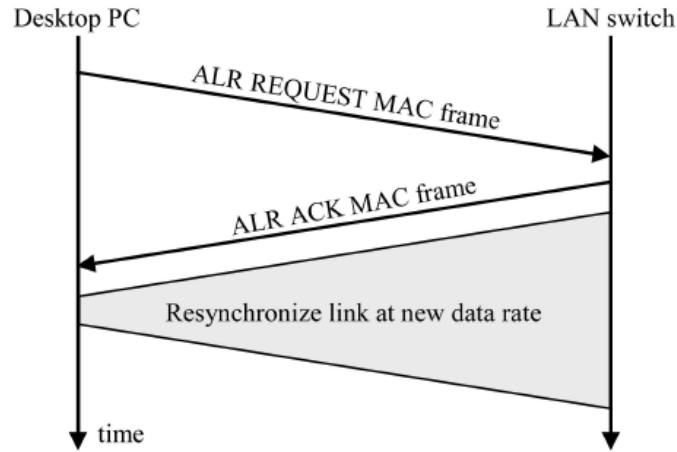 Desktop PC
LAN switch
ALR REQUEST MAC frame
ALR ACK MAC frame
Resynchronize link at new data rate
time